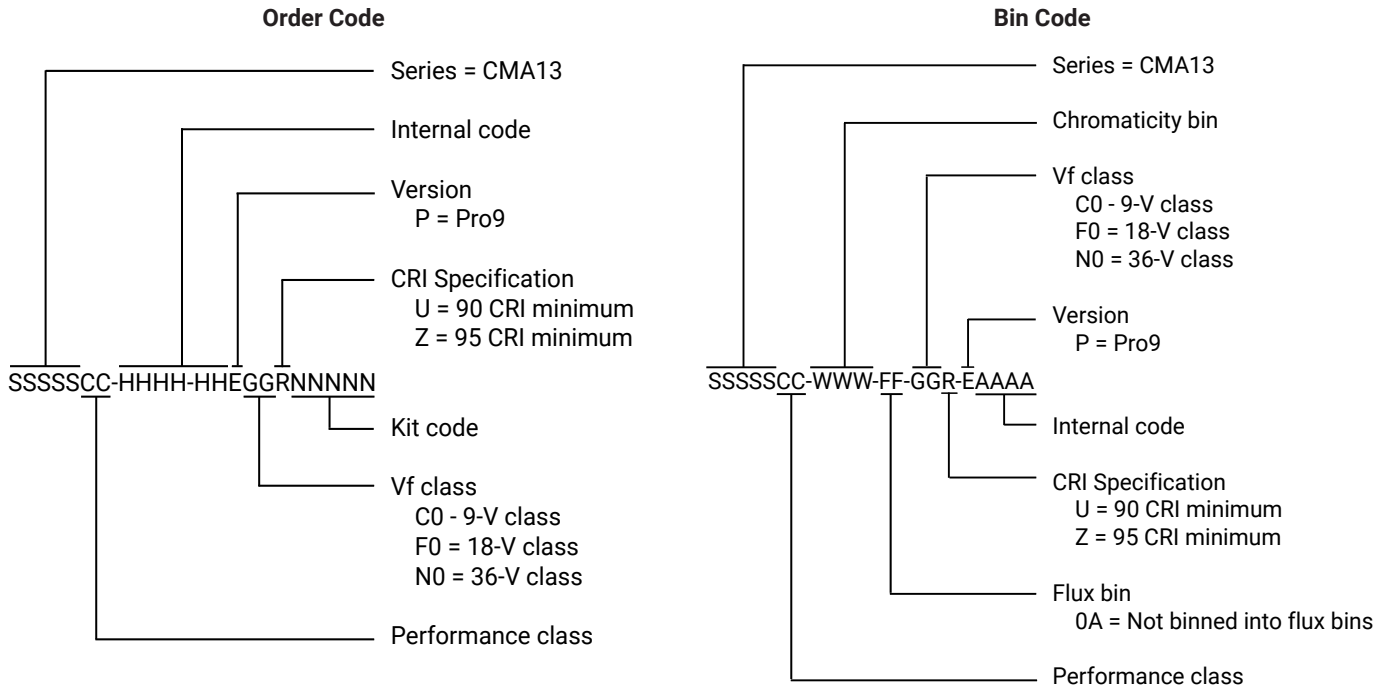 Order Code
Series = CMA13
Internal code
Version
P = Pro9
CRI Specification
U = 90 CRI minimum
Z = 95 CRI minimum
SSSSSCC-HHHH-HHEGGRNNNNN
Kit code
Vf class
C0 - 9-V class
F0 = 18-V class
N0 = 36-V class
Performance class
Bin Code
Series = CMA13
Chromaticity bin
Vf class
C0 - 9-V class
F0 = 18-V class
N0 = 36-V class
Version
P = Pro9
SSSSSCC-WWW-FF-GGR-EAAAA
Internal code
CRI Specification
U = 90 CRI minimum
Z = 95 CRI minimum
Flux bin
0A = Not binned into flux bins
Performance class